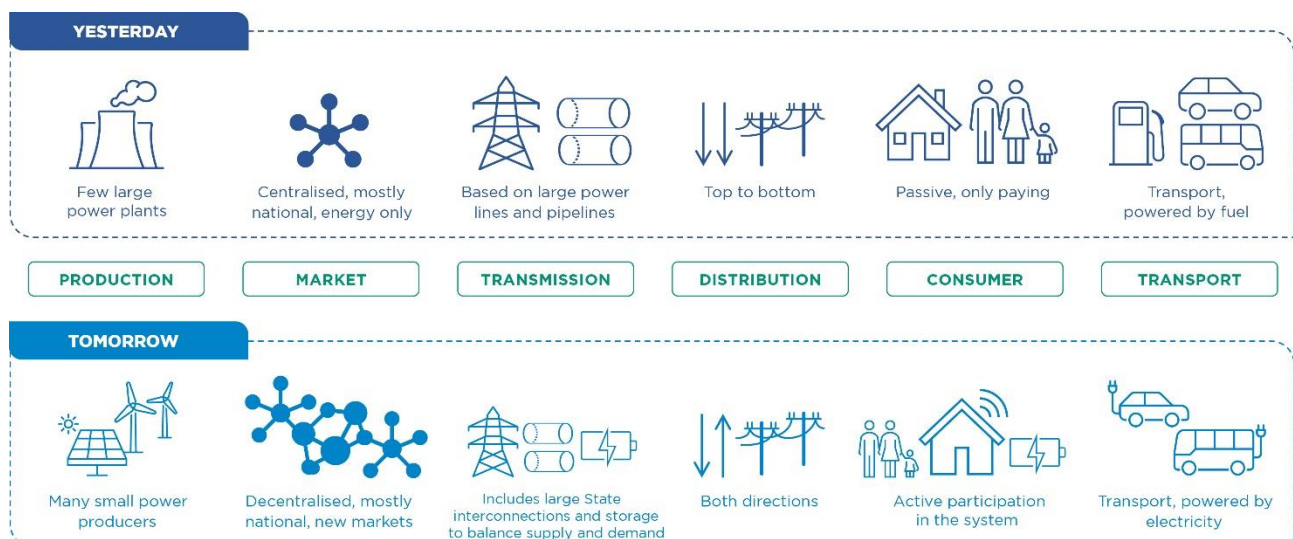 YESTERDAY
Few large
power plants
Centralised, mostly
national, energy only
Based on large power
lines and pipelines
Top to bottom
Passive, only paying
Transport,
powered by fuel
PRODUCTION
MARKET
TRANSMISSION
DISTRIBUTION
CONSUMER
TRANSPORT
TOMORROW
Many small power
producers
Decentralised, mostly
national, new markets
Includes large State
interconnections and storage
to balance supply and demand
Both directions
Active participation
in the system
Transport, powered by
electricity